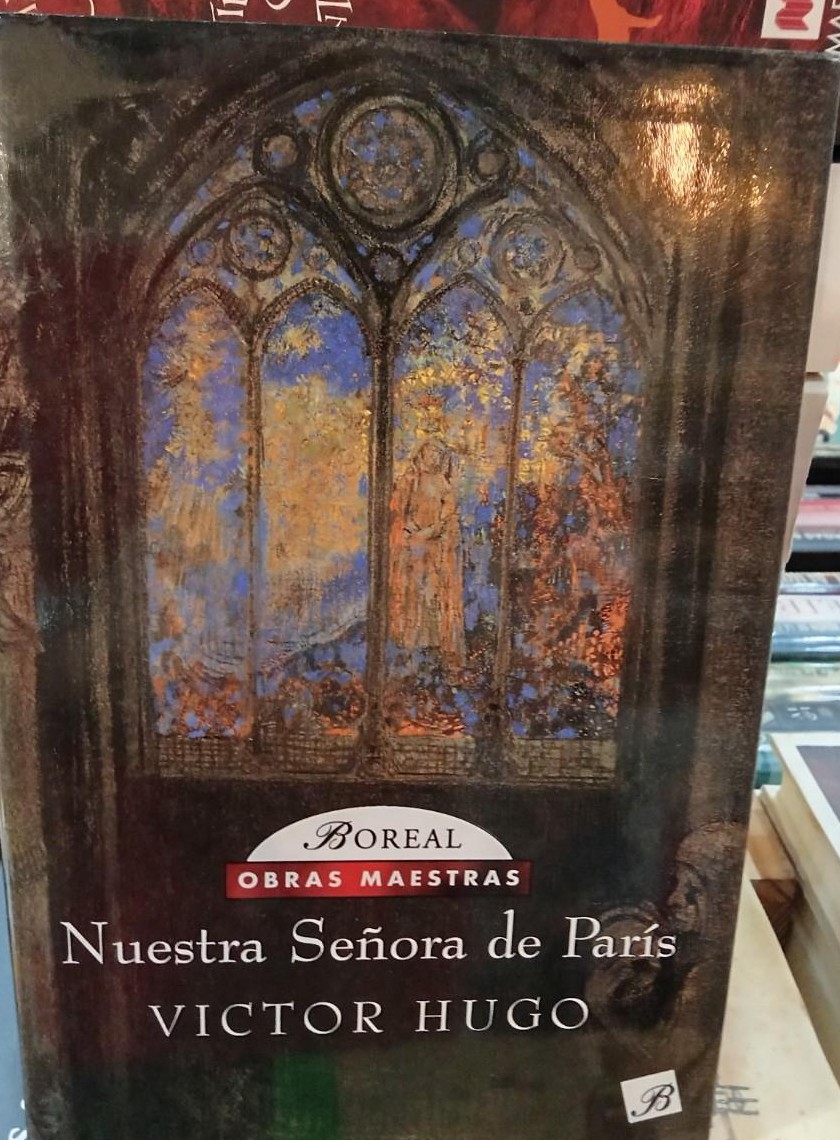 BOREAL
OBRAS MAESTRAS
Nuestra Señora de París
VICTOR HUGO
B